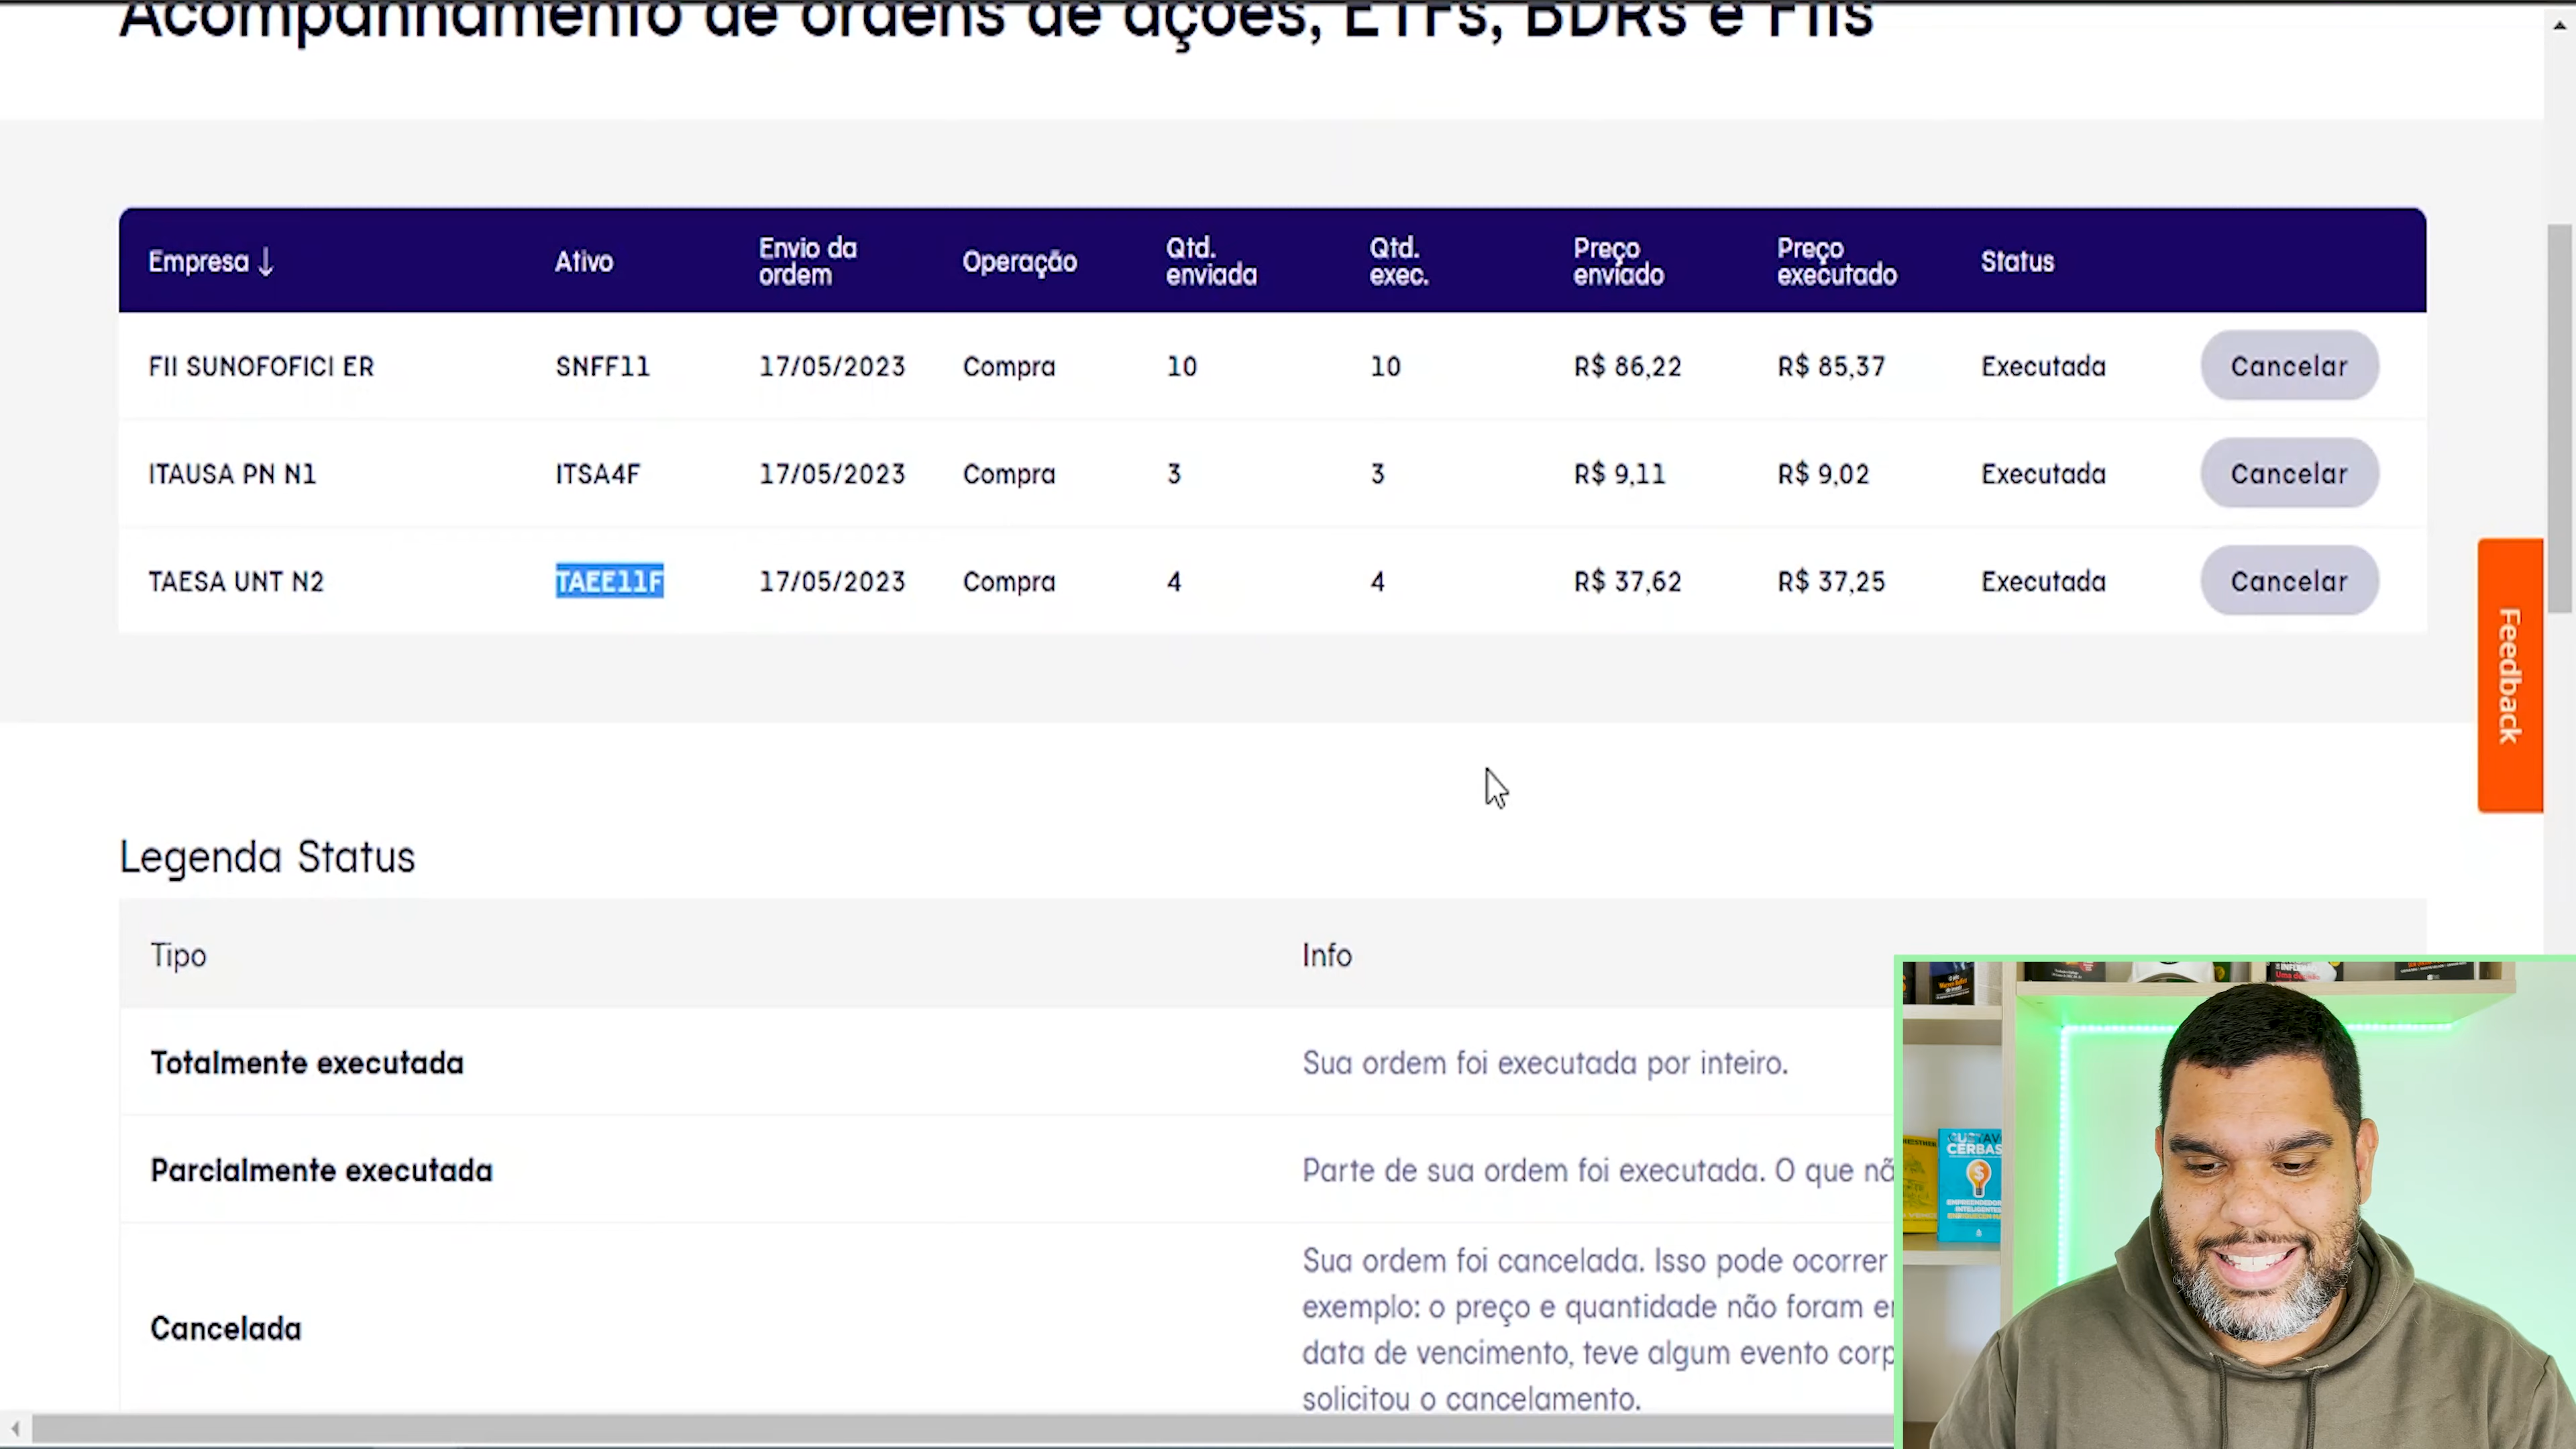 Acompanhamento de ordens de ações, ETFs, BDRs e FIIs
Empresa ↓ Ativo Envio da ordem Operação Qtd. enviada Qtd. exec. Preço enviado Preço executado Status
FII SUNOFOFICI ER SNFF11 17/05/2023 Compra 10 10 R$ 86,22 R$ 85,37 Executada Cancelar
ITAUSA PN N1 ITSA4F 17/05/2023 Compra 3 3 R$ 9,11 R$ 9,02 Executada Cancelar
TAESA UNT N2 TAEE11F 17/05/2023 Compra 4 4 R$ 37,62 R$ 37,25 Executada Cancelar
Feedback
Legenda Status
Tipo Info
Totalmente executada Sua ordem foi executada por inteiro.
Parcialmente executada Parte de sua ordem foi executada. O que nã
Cancelada
Sua ordem foi cancelada. Isso pode ocorrer
exemplo: o preço e quantidade não foram e
data de vencimento, teve algum evento corp
solicitou o cancelamento.
CERBAS